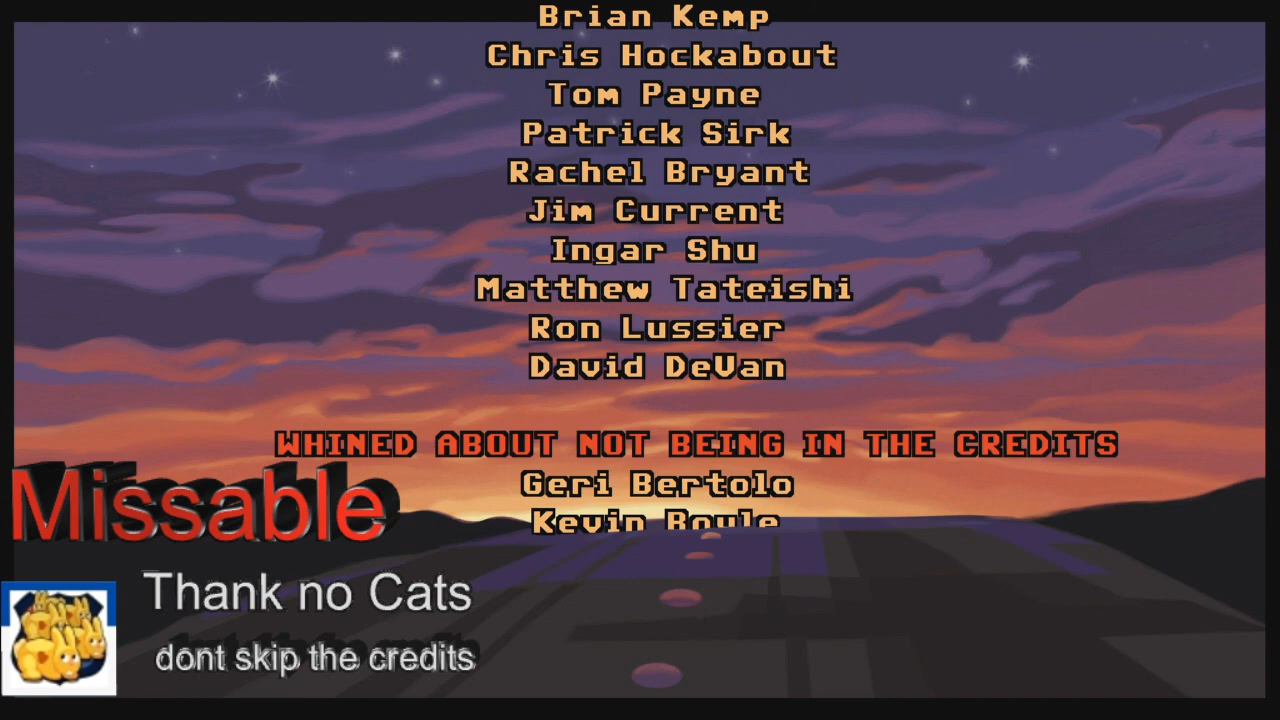 Brian Kemp
Chris Hockabout
Tom Payne
Patrick Sirk
Rachel Bryant
Jim Current
Ingar Shu
Matthew Tateishi
Ron Lussier
David DeVan
WHINED ABOUT NOT BEING IN THE CREDITS
Geri Bertolo
Kevin Boyle
Missable
Thank no Cats
dont skip the credits